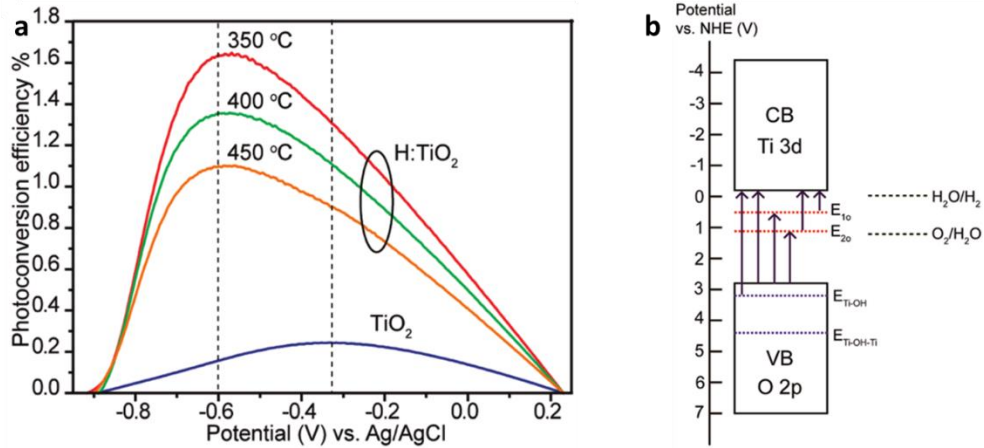 a
1.8
1.6
1.4
1.2
1.0
0.8
0.6
0.4
0.2
0.0
Photoconversion efficiency %
350 °C
400 °C
450 °C
H:TiO₂
TiO₂
-0.8
-0.6
-0.4
-0.2
0.0
0.2
Potential (V) vs. Ag/AgCl
b
Potential
vs. NHE (V)
-4
-3
-2
-1
0
1
2
3
4
5
6
7
CB
Ti 3d
E₁ₒ
E₂ₒ
H₂O/H₂
O₂/H₂O
E Ti-OH
E Ti-OH-Ti
VB
O 2p